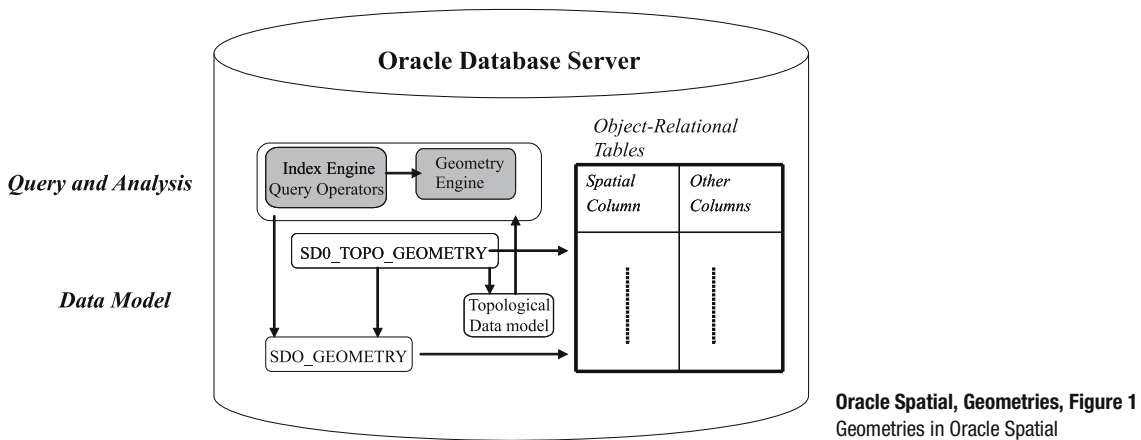 Oracle Database Server
Object-Relational
Tables
Query and Analysis
Index Engine
Query Operators
Geometry
Engine
Spatial
Column
Other
Columns
SD0_TOPO_GEOMETRY
Data Model
Topological
Data model
SDO_GEOMETRY
Oracle Spatial, Geometries, Figure 1
Geometries in Oracle Spatial